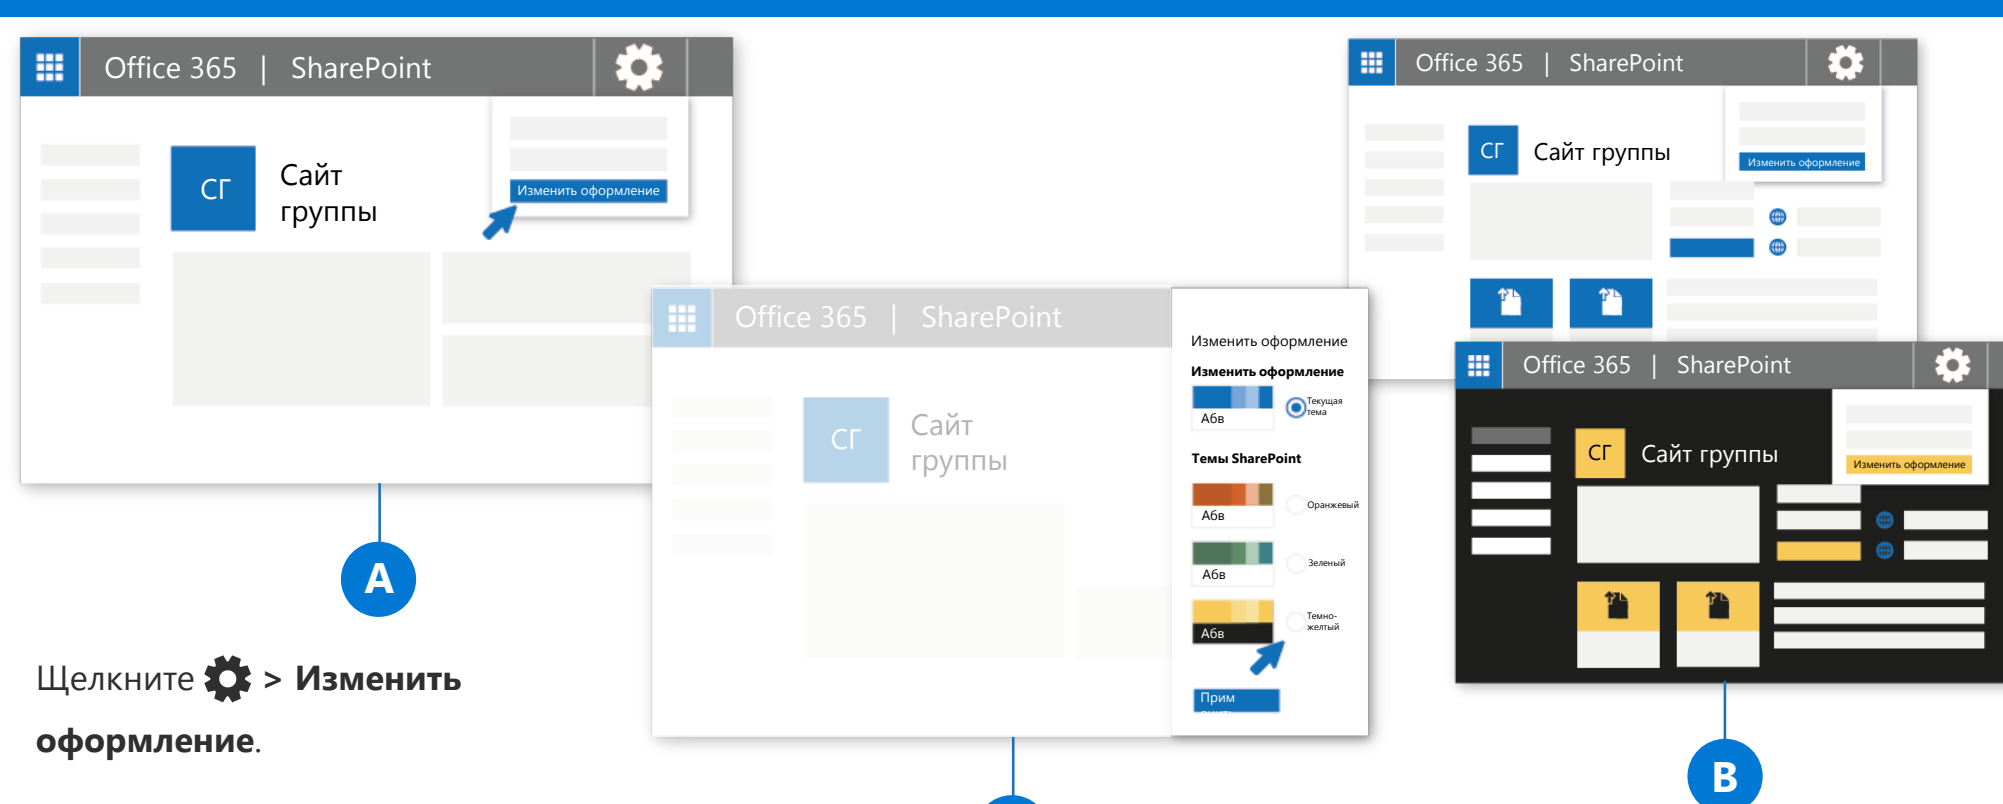 Office 365 | SharePoint
Изменить оформление
СГ
Сайт
группы
A
Щелкните > Изменить
оформление.
Office 365 | SharePoint
СГ
Сайт
группы
Изменить оформление
Изменить оформление
Абв
Текущая
тема
Темы SharePoint
Абв
Оранжевый
Абв
Зеленый
Абв
Темно-
желтый
Прим
Office 365 | SharePoint
СГ
Сайт группы
Изменить оформление
Office 365 | SharePoint
СГ
Сайт группы
Изменить оформление
B